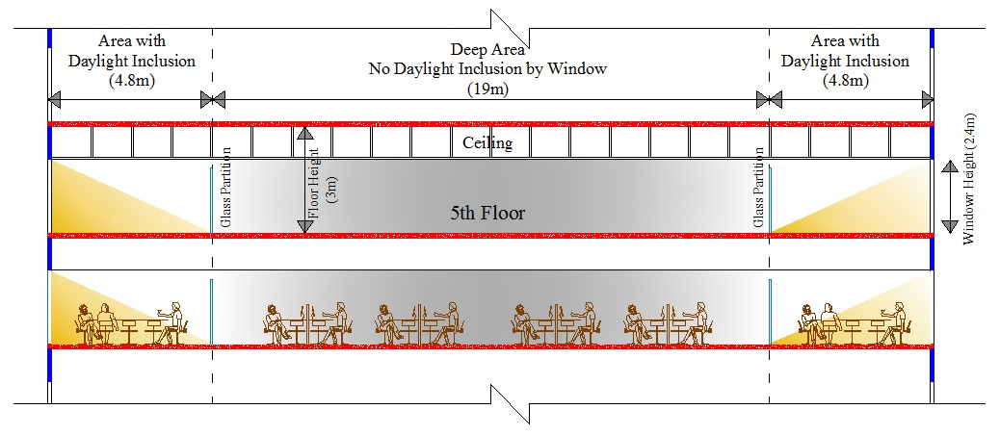 Area with
Daylight Inclusion
(4.8m)
Deep Area
No Daylight Inclusion by Window
(19m)
Area with
Daylight Inclusion
(4.8m)
Ceiling
Glass Partition
Floor Height
(3m)
5th Floor
Glass Partition
Windowr Height (2.4m)